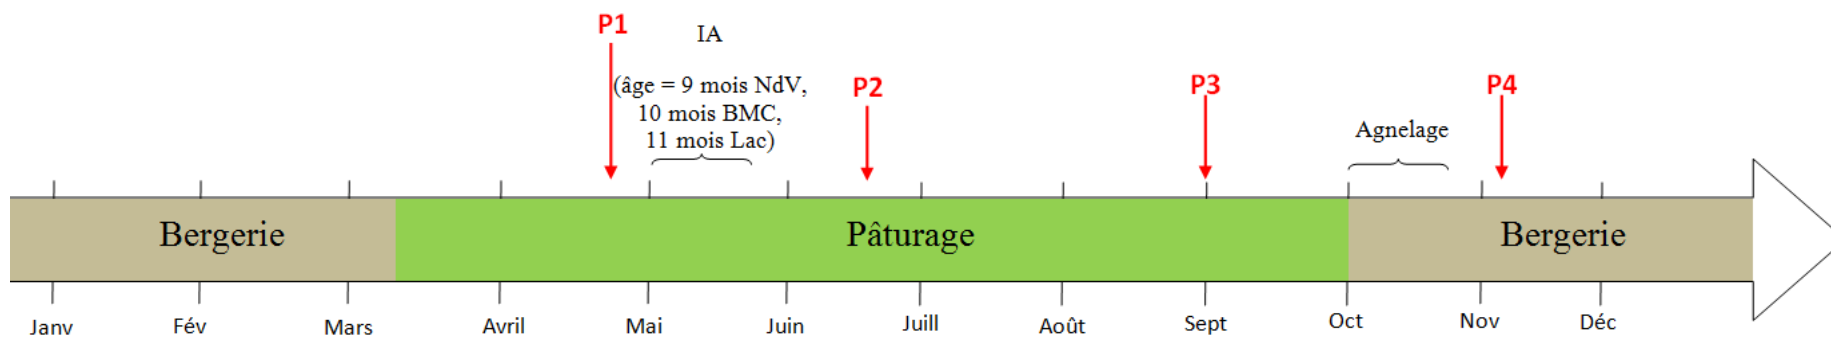 P1
IA
(âge = 9 mois NdV,
10 mois BMC,
11 mois Lac)
P2
P3
P4
Agnelage
Bergerie
Pâturage
Bergerie
Janv
Fév
Mars
Avril
Mai
Juin
Juill
Août
Sept
Oct
Nov
Déc